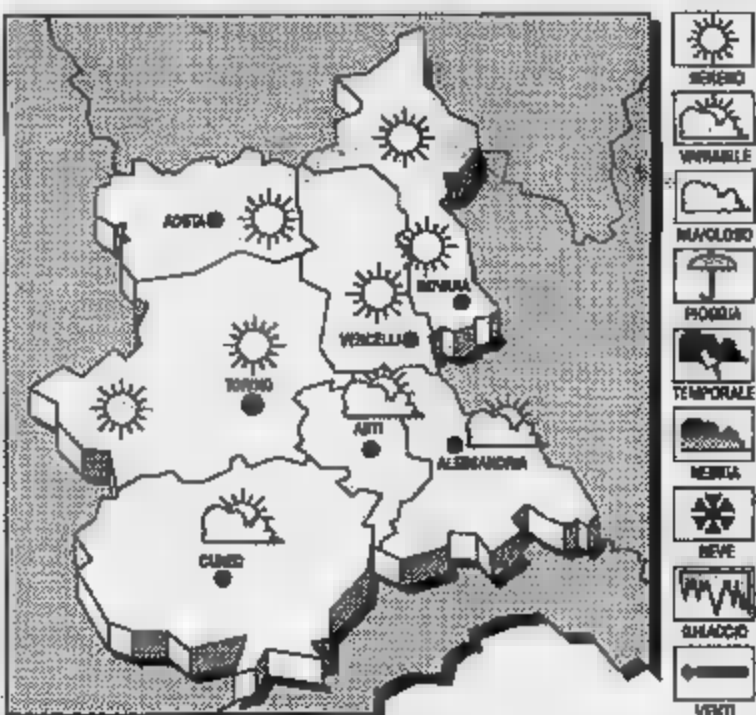 AOSTA
NOVARA
VERCELLI
TORINO
ASTI
ALESSANDRIA
CUNEO
SERENO
VARIABILE
NUVOLOSO
PIOGGIA
TEMPORALE
NEBBIA
NEVE
GHIACCIO
VENTI